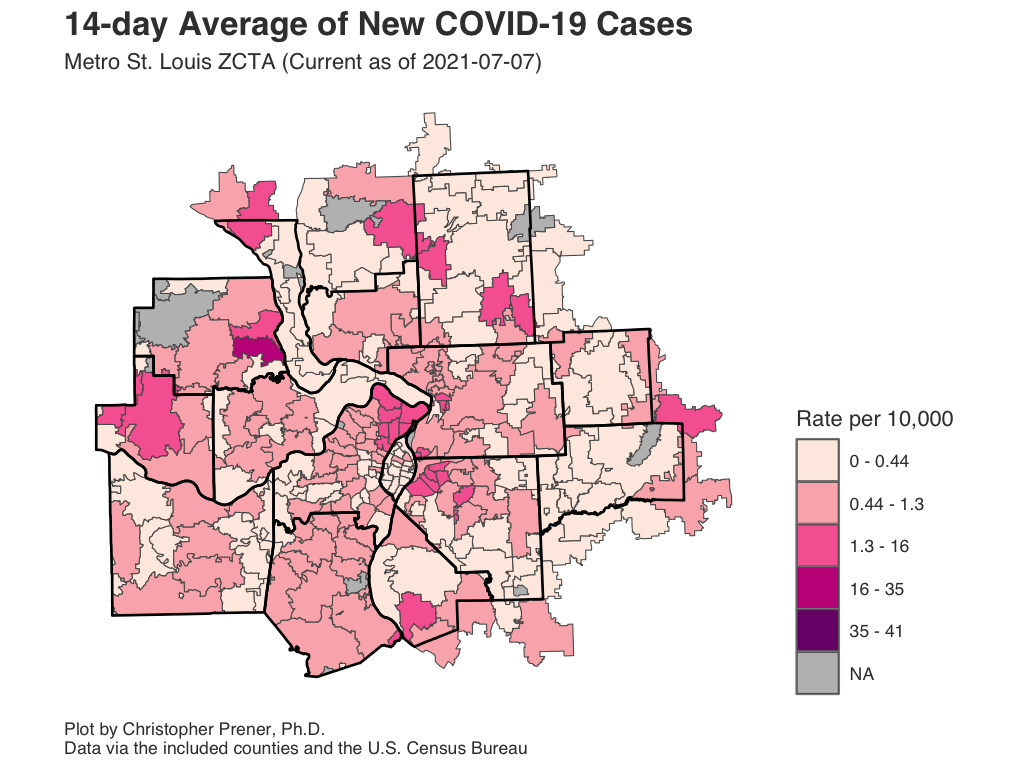 14-day Average of New COVID-19 Cases
Metro St. Louis ZCTA (Current as of 2021-07-07)
Rate per 10,000
0 - 0.44
0.44 - 1.3
1.3 - 16
16 - 35
35 - 41
NA
Plot by Christopher Prener, Ph.D.
Data via the included counties and the U.S. Census Bureau